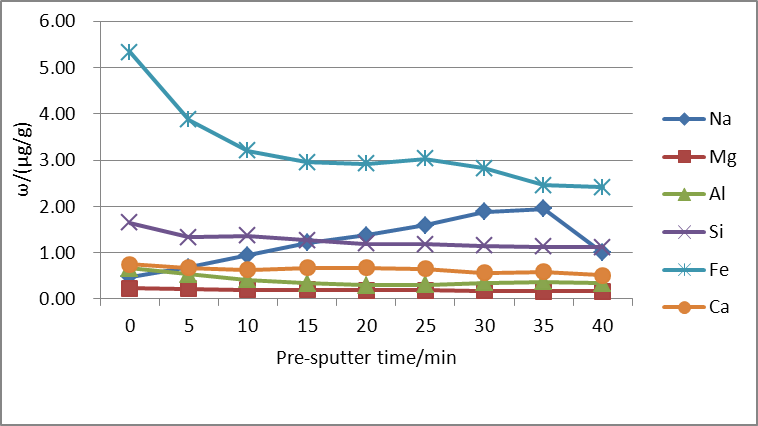 6.00
5.00
4.00
3.00
2.00
1.00
0.00
ω/(μg/g)
0 5 10 15 20 25 30 35 40
Pre-sputter time/min
Na
Mg
Al
Si
Fe
Ca